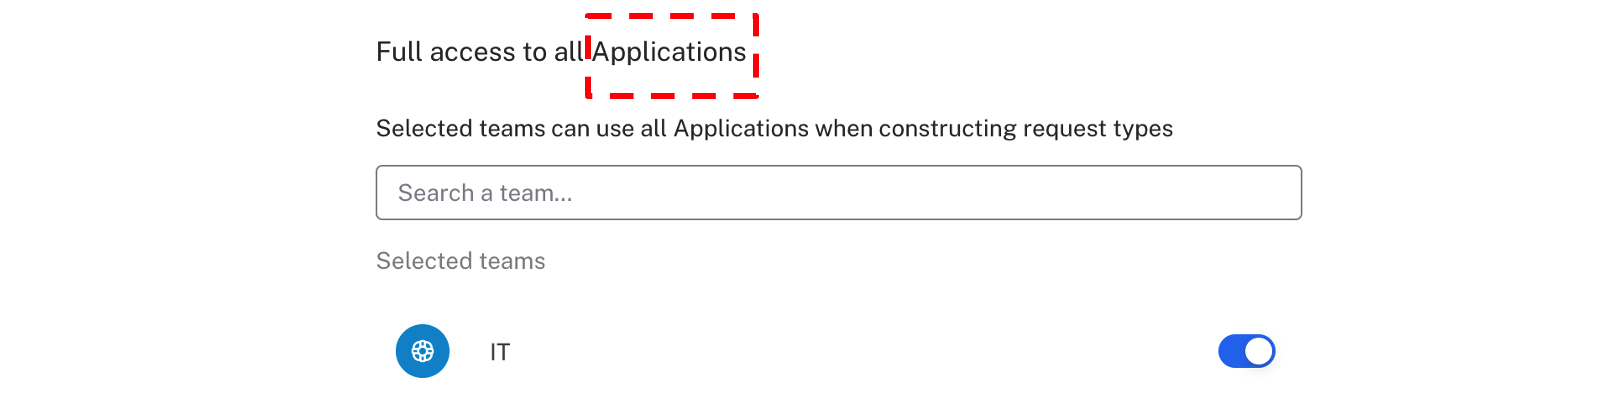 Full access to all Applications
Selected teams can use all Applications when constructing request types
Search a team...
Selected teams
IT